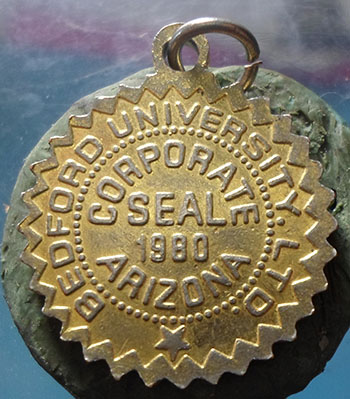 BEDFORD UNIVERSITY. LTD
CORPORATE
SEAL
1980
ARIZONA